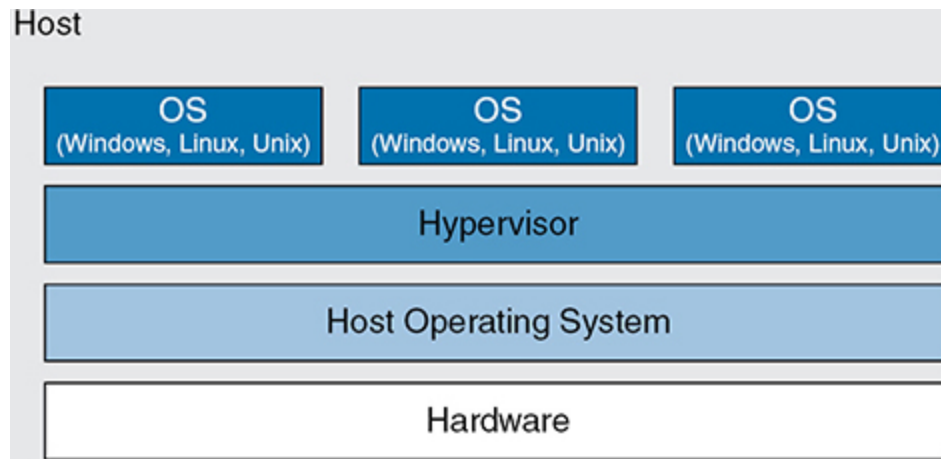 Host
OS
(Windows, Linux, Unix)
OS
(Windows, Linux, Unix)
OS
(Windows, Linux, Unix)
Hypervisor
Host Operating System
Hardware